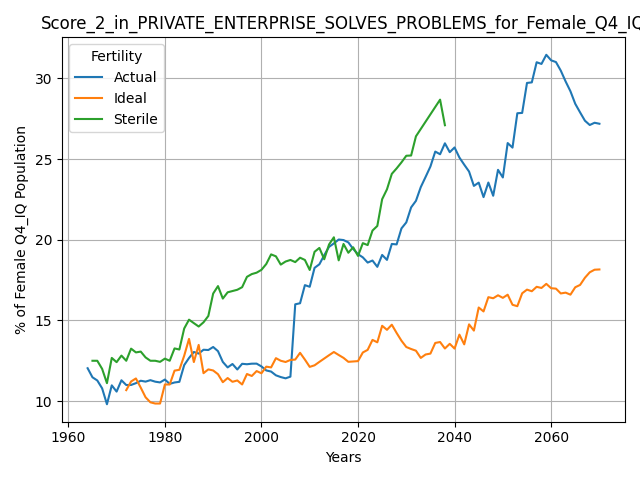 Score_2_in_PRIVATE_ENTERPRISE_SOLVES_PROBLEMS_for_Female_Q4_IQ
Fertility
Actual
Ideal
Sterile
% of Female Q4_IQ Population
30
25
20
15
10
1960
1980
2000
2020
2040
2060
Years